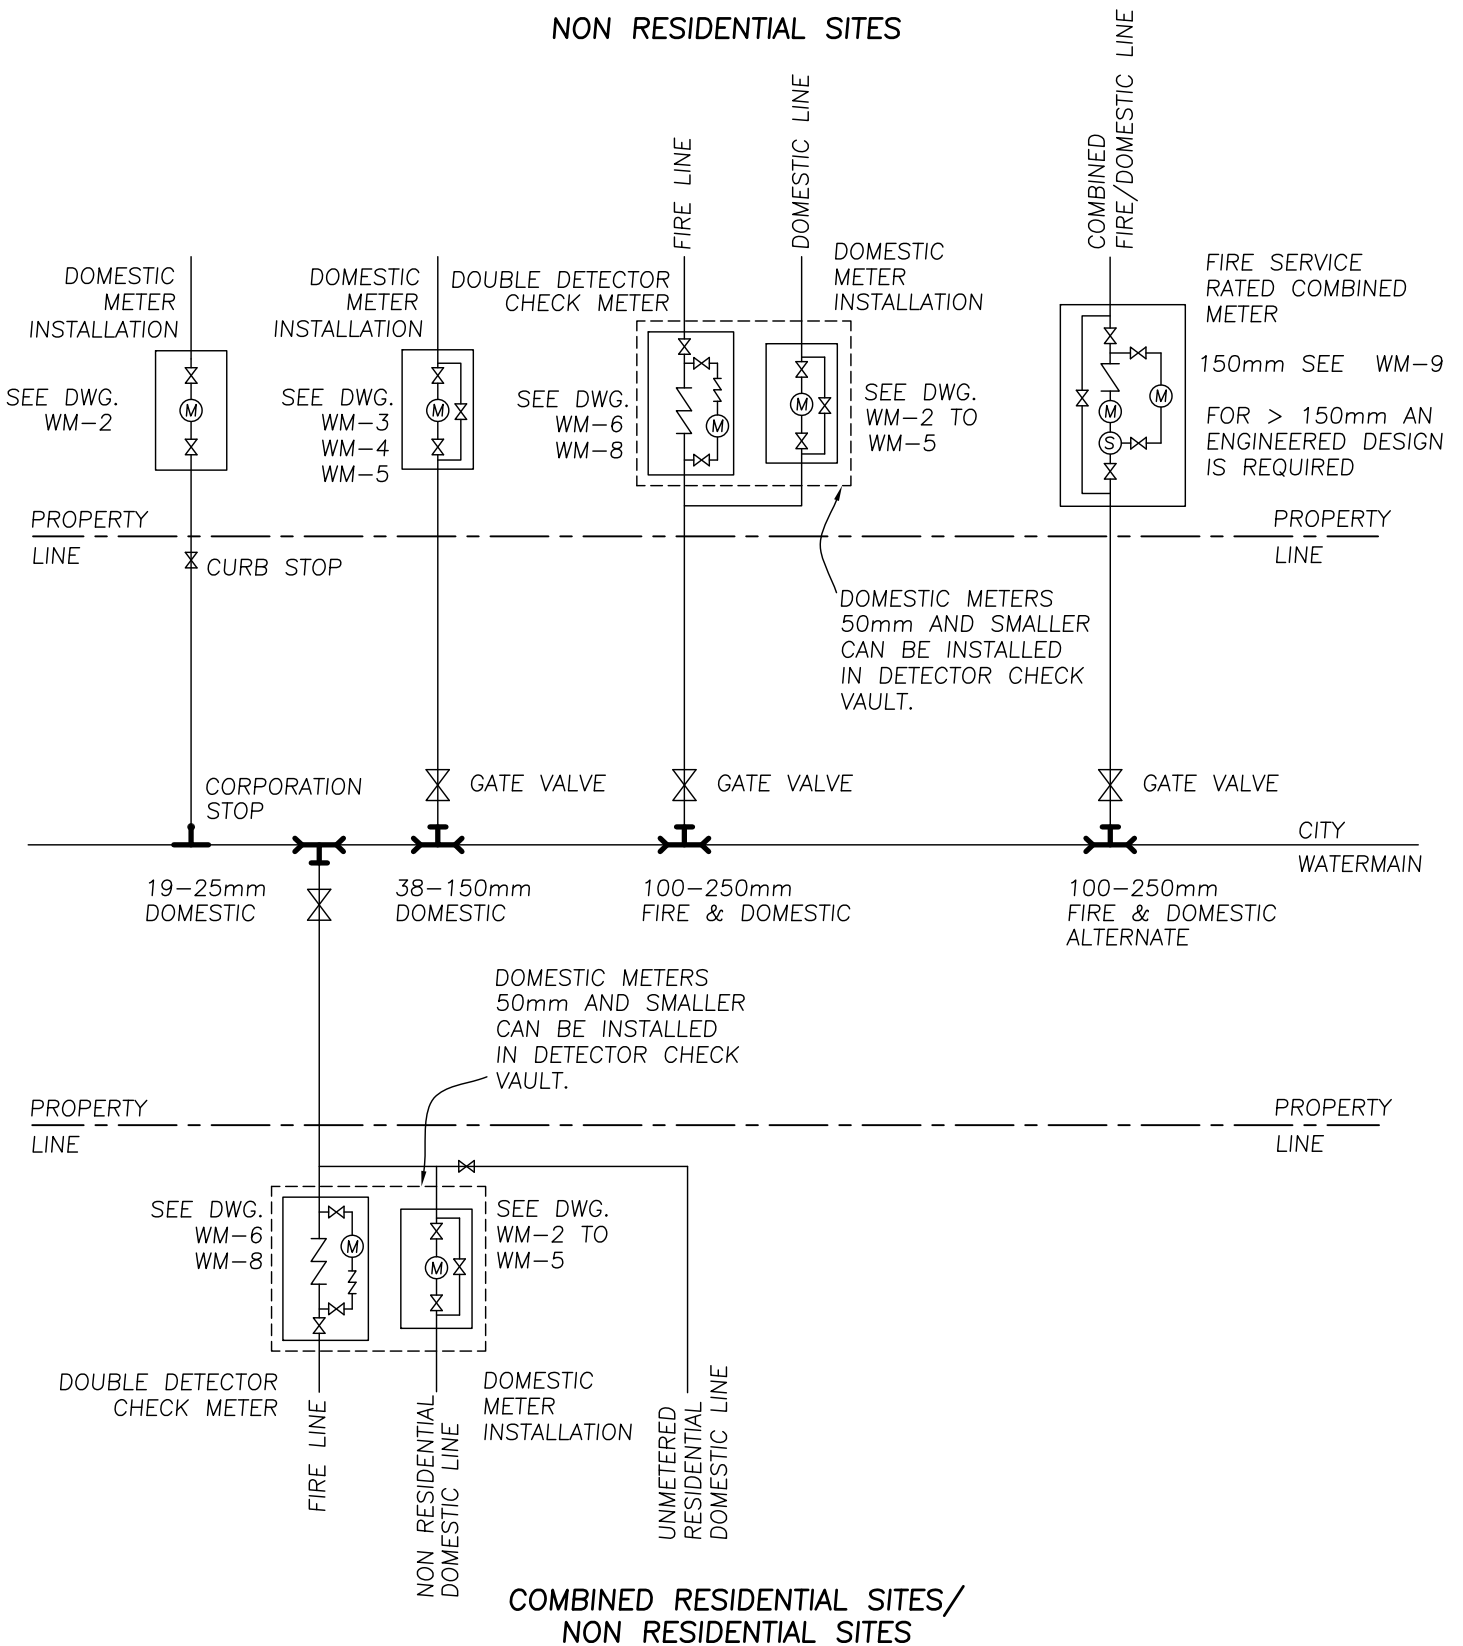 NON RESIDENTIAL SITES
DOMESTIC
METER
INSTALLATION
SEE DWG.
WM-2
M
DOMESTIC
METER
INSTALLATION
SEE DWG.
WM-3
WM-4
WM-5
M
FIRE LINE
DOUBLE DETECTOR
CHECK METER
SEE DWG.
WM-6
WM-8
M
DOMESTIC LINE
DOMESTIC
METER
INSTALLATION
M
SEE DWG.
WM-2 TO
WM-5
COMBINED
FIRE/DOMESTIC LINE
FIRE SERVICE
RATED COMBINED
METER
150mm SEE WM-9
FOR > 150mm AN
ENGINEERED DESIGN
IS REQUIRED
M
M
S
PROPERTY
LINE
PROPERTY
LINE
CURB STOP
DOMESTIC METERS
50mm AND SMALLER
CAN BE INSTALLED
IN DETECTOR CHECK
VAULT.
CORPORATION
STOP
GATE VALVE
GATE VALVE
GATE VALVE
CITY
WATERMAIN
19-25mm
DOMESTIC
38-150mm
DOMESTIC
100-250mm
FIRE & DOMESTIC
100-250mm
FIRE & DOMESTIC
ALTERNATE
DOMESTIC METERS
50mm AND SMALLER
CAN BE INSTALLED
IN DETECTOR CHECK
VAULT.
PROPERTY
LINE
PROPERTY
LINE
SEE DWG.
WM-6
WM-8
M
M
SEE DWG.
WM-2 TO
WM-5
DOUBLE DETECTOR
CHECK METER
FIRE LINE
NON RESIDENTIAL
DOMESTIC LINE
DOMESTIC
METER
INSTALLATION
UNMETERED
RESIDENTIAL
DOMESTIC LINE
COMBINED RESIDENTIAL SITES/
NON RESIDENTIAL SITES